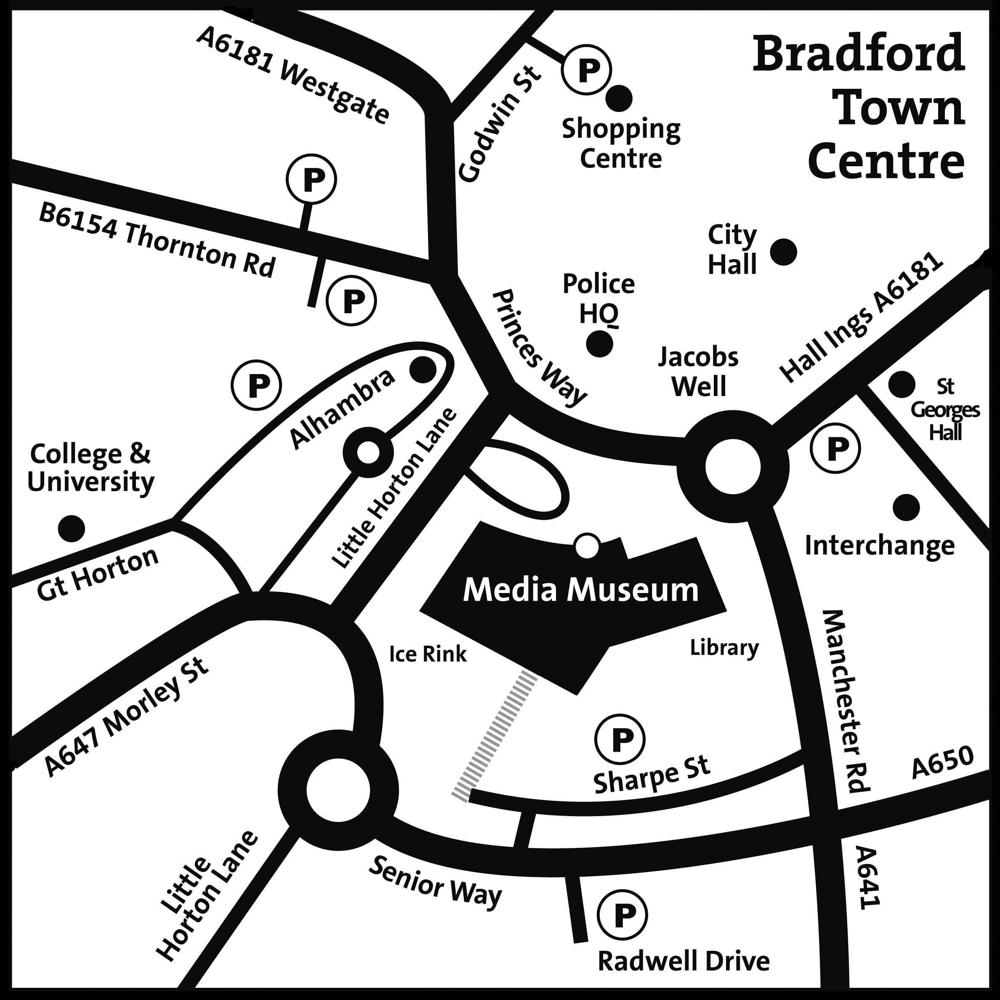 Bradford
Town
Centre
A6181 Westgate
Godwin St
P
Shopping
Centre
P
B6154 Thornton Rd
P
City
Hall
Police
HQ
Princes Way
Jacobs
Well
Hall Ings A6181
St
Georges
Hall
P
Alhambra
P
Little Horton Lane
College &
University
Gt Horton
Interchange
Media Museum
Ice Rink
Library
Manchester Rd
A647 Morley St
P
Sharpe St
A650
Little
Horton Lane
Senior Way
A641
P
Radwell Drive